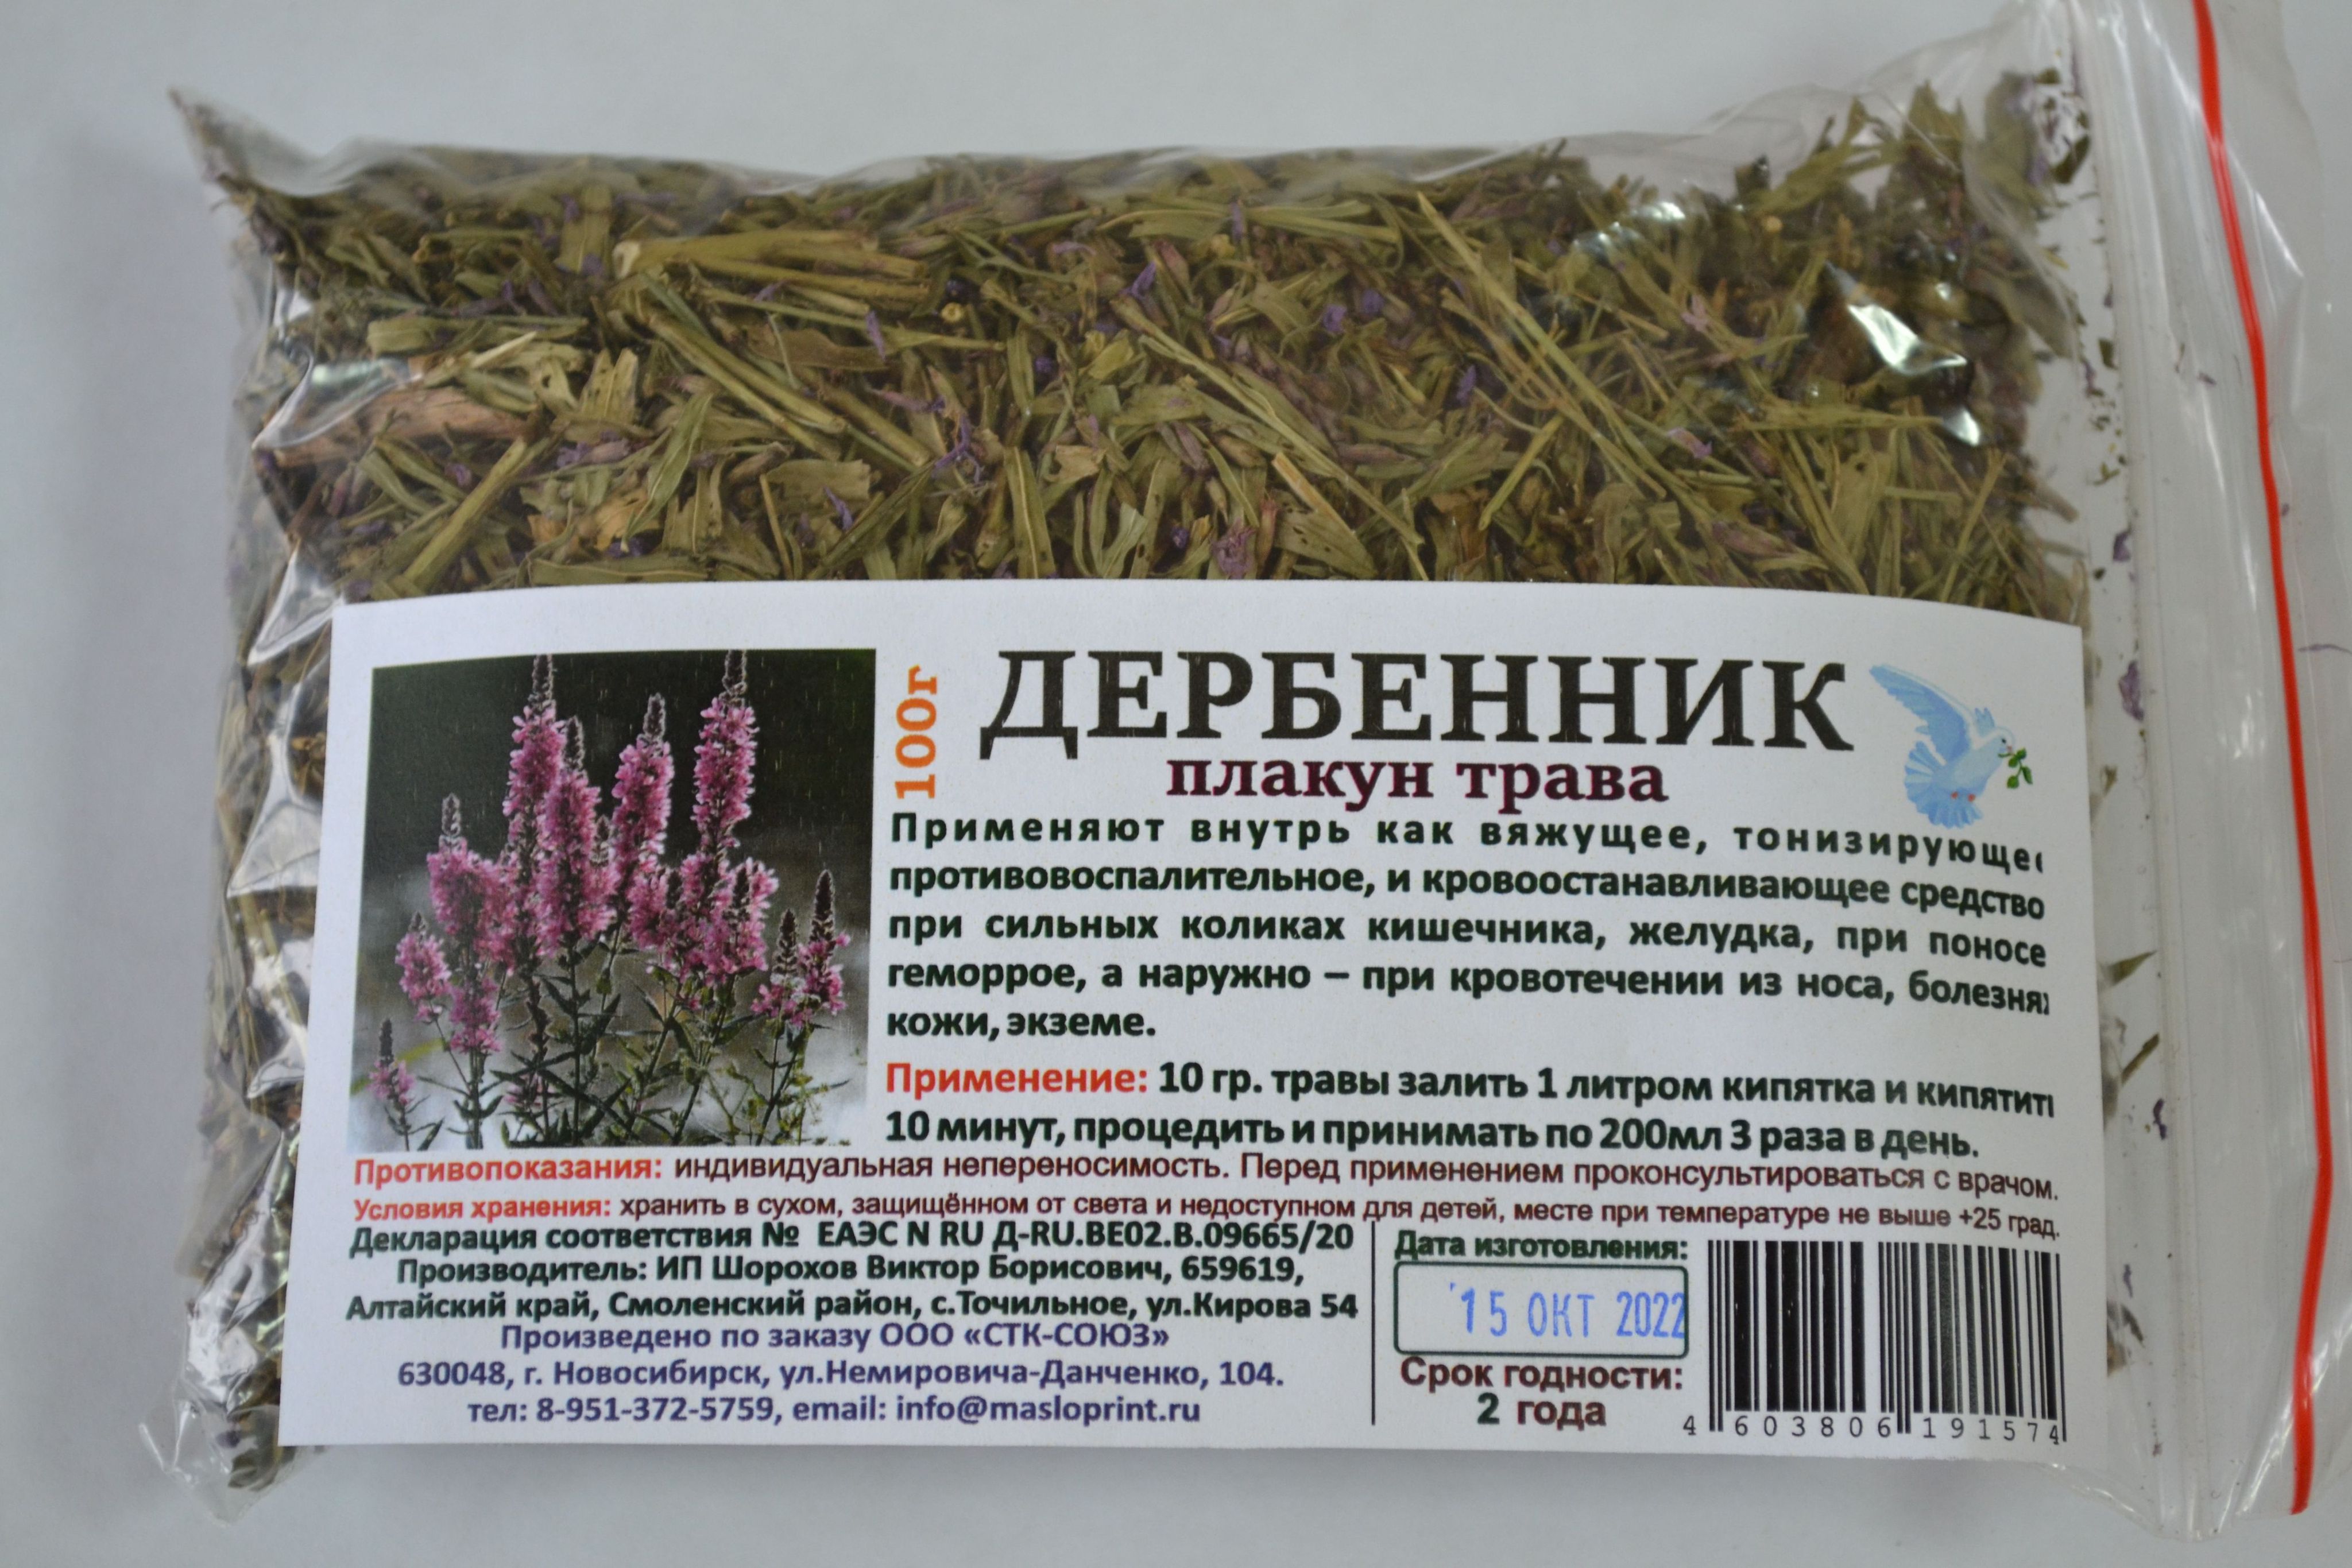 100г
ДЕРБЕННИК
плакун трава
Применяют внутрь как вяжущее, тонизирующе
противовоспалительное, и кровоостанавливающее средство
при сильных коликах кишечника, желудка, при поносе
геморрое, а наружно – при кровотечении из носа, болезня
кожи, экземе.
Применение: 10 гр. травы залить 1 литром кипятка и кипятит
10 минут, процедить и принимать по 200мл 3 раза в день.
Противопоказания: индивидуальная непереносимость. Перед применением проконсультироваться с врачом.
Условия хранения: хранить в сухом, защищённом от света и недоступном для детей, месте при температуре не выше +25 град.
Декларация соответствия № ЕАЭС N RU Д-RU.ВЕ02.В.09665/20
Производитель: ИП Шорохов Виктор Борисович, 659619,
Алтайский край, Смоленский район, с.Точильное, ул.Кирова 54
Произведено по заказу ООО «СТК-СОЮЗ»
630048, г. Новосибирск, ул.Немировича-Данченко, 104.
тел: 8-951-372-5759, email: info@masloprint.ru
Дата изготовления:
15 ОКТ 2022
Срок годности:
2 года
4 603806 191574